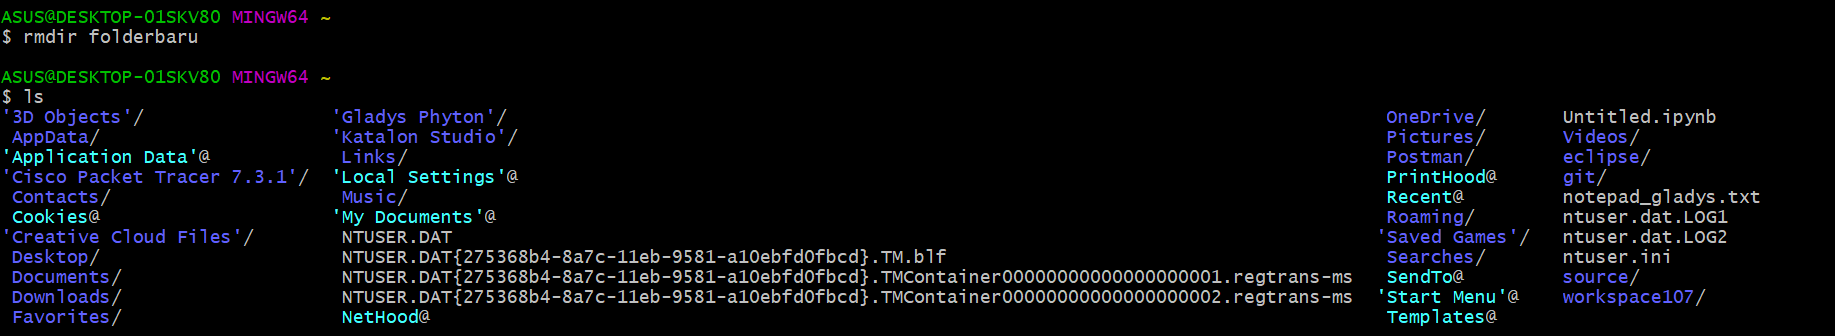 ASUS@DESKTOP-01SKV80 MINGW64 ~
$ rmdir folderbaru

ASUS@DESKTOP-01SKV80 MINGW64 ~
$ ls
'3D Objects'/ 'Gladys Phyton'/ OneDrive/ Untitled.ipynb
AppData/ 'Katalon Studio'/ Pictures/ Videos/
'Application Data'@ Links/ Postman/ eclipse/
'Cisco Packet Tracer 7.3.1'/ 'Local Settings'@ PrintHood@ git/
Contacts/ Music/ Recent@ notepad_gladys.txt
Cookies@ 'My Documents'@ Roaming/ ntuser.dat.LOG1
'Creative Cloud Files'/ NTUSER.DAT 'Saved Games'/ ntuser.dat.LOG2
Desktop/ NTUSER.DAT{275368b4-8a7c-11eb-9581-a10ebfd0fbcd}.TM.blf Searches/ ntuser.ini
Documents/ NTUSER.DAT{275368b4-8a7c-11eb-9581-a10ebfd0fbcd}.TMContainer00000000000000000001.regtrans-ms SendTo@ source/
Downloads/ NTUSER.DAT{275368b4-8a7c-11eb-9581-a10ebfd0fbcd}.TMContainer00000000000000000002.regtrans-ms 'Start Menu'@ workspace107/
Favorites/ NetHood@ Templates@